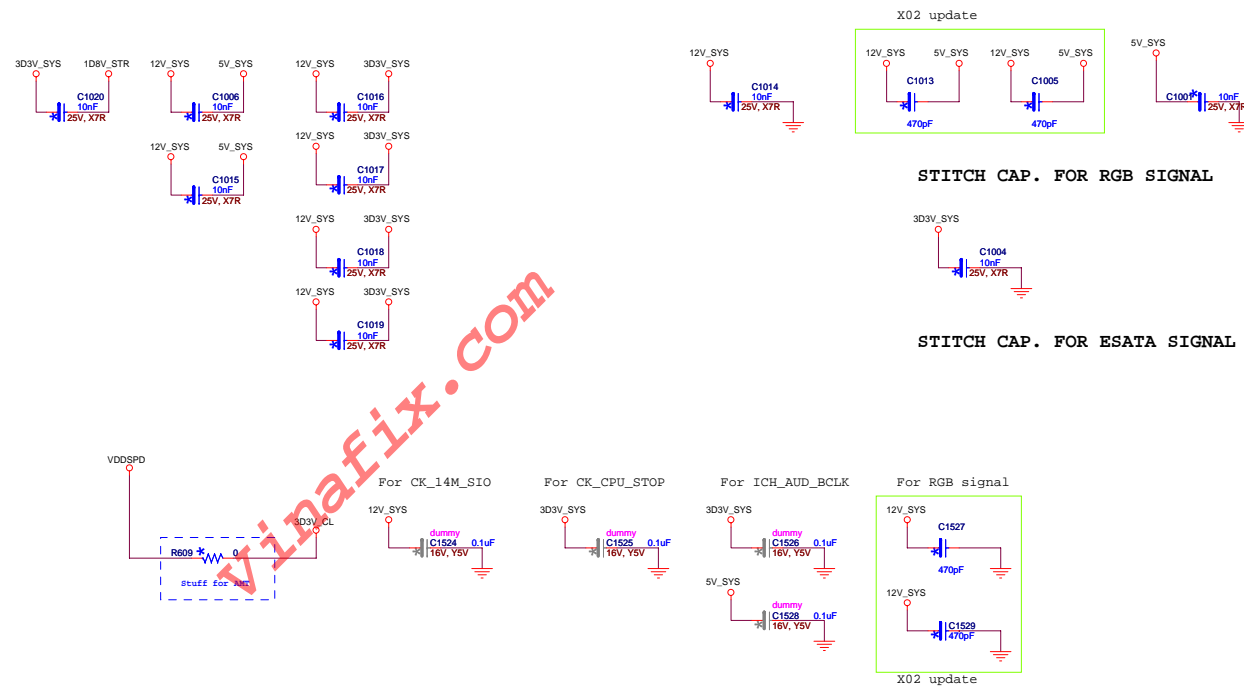 X02 update
3D3V_SYS 1D8V_STR 12V_SYS 5V_SYS 12V_SYS 3D3V_SYS
C1020 10nF 25V, X7R
C1006 10nF 25V, X7R
C1016 10nF 25V, X7R
12V_SYS
C1014 10nF 25V, X7R
12V_SYS 5V_SYS 12V_SYS 5V_SYS
C1013 470pF
C1005 470pF
5V_SYS
10nF 25V, X7R
12V_SYS 5V_SYS
C1015 10nF 25V, X7R
12V_SYS 3D3V_SYS
C1017 10nF 25V, X7R
STITCH CAP. FOR RGB SIGNAL
12V_SYS 3D3V_SYS
C1018 10nF 25V, X7R
3D3V_SYS
C1004 10nF 25V, X7R
12V_SYS 3D3V_SYS
C1019 10nF 25V, X7R
STITCH CAP. FOR ESATA SIGNAL
vinafix.com
VDDSPD
3D3V_CL
R609 0
Stuff for AMT
For CK_14M_SIO
12V_SYS
dummy
C1524 0.1uF
16V, Y5V
For CK_CPU_STOP
3D3V_SYS
dummy
C1525 0.1uF
16V, Y5V
For ICH_AUD_BCLK
3D3V_SYS
dummy
C1526 0.1uF
16V, Y5V
5V_SYS
dummy
C1528 0.1uF
16V, Y5V
For RGB signal
12V_SYS
C1527
470pF
12V_SYS
C1529
470pF
X02 update